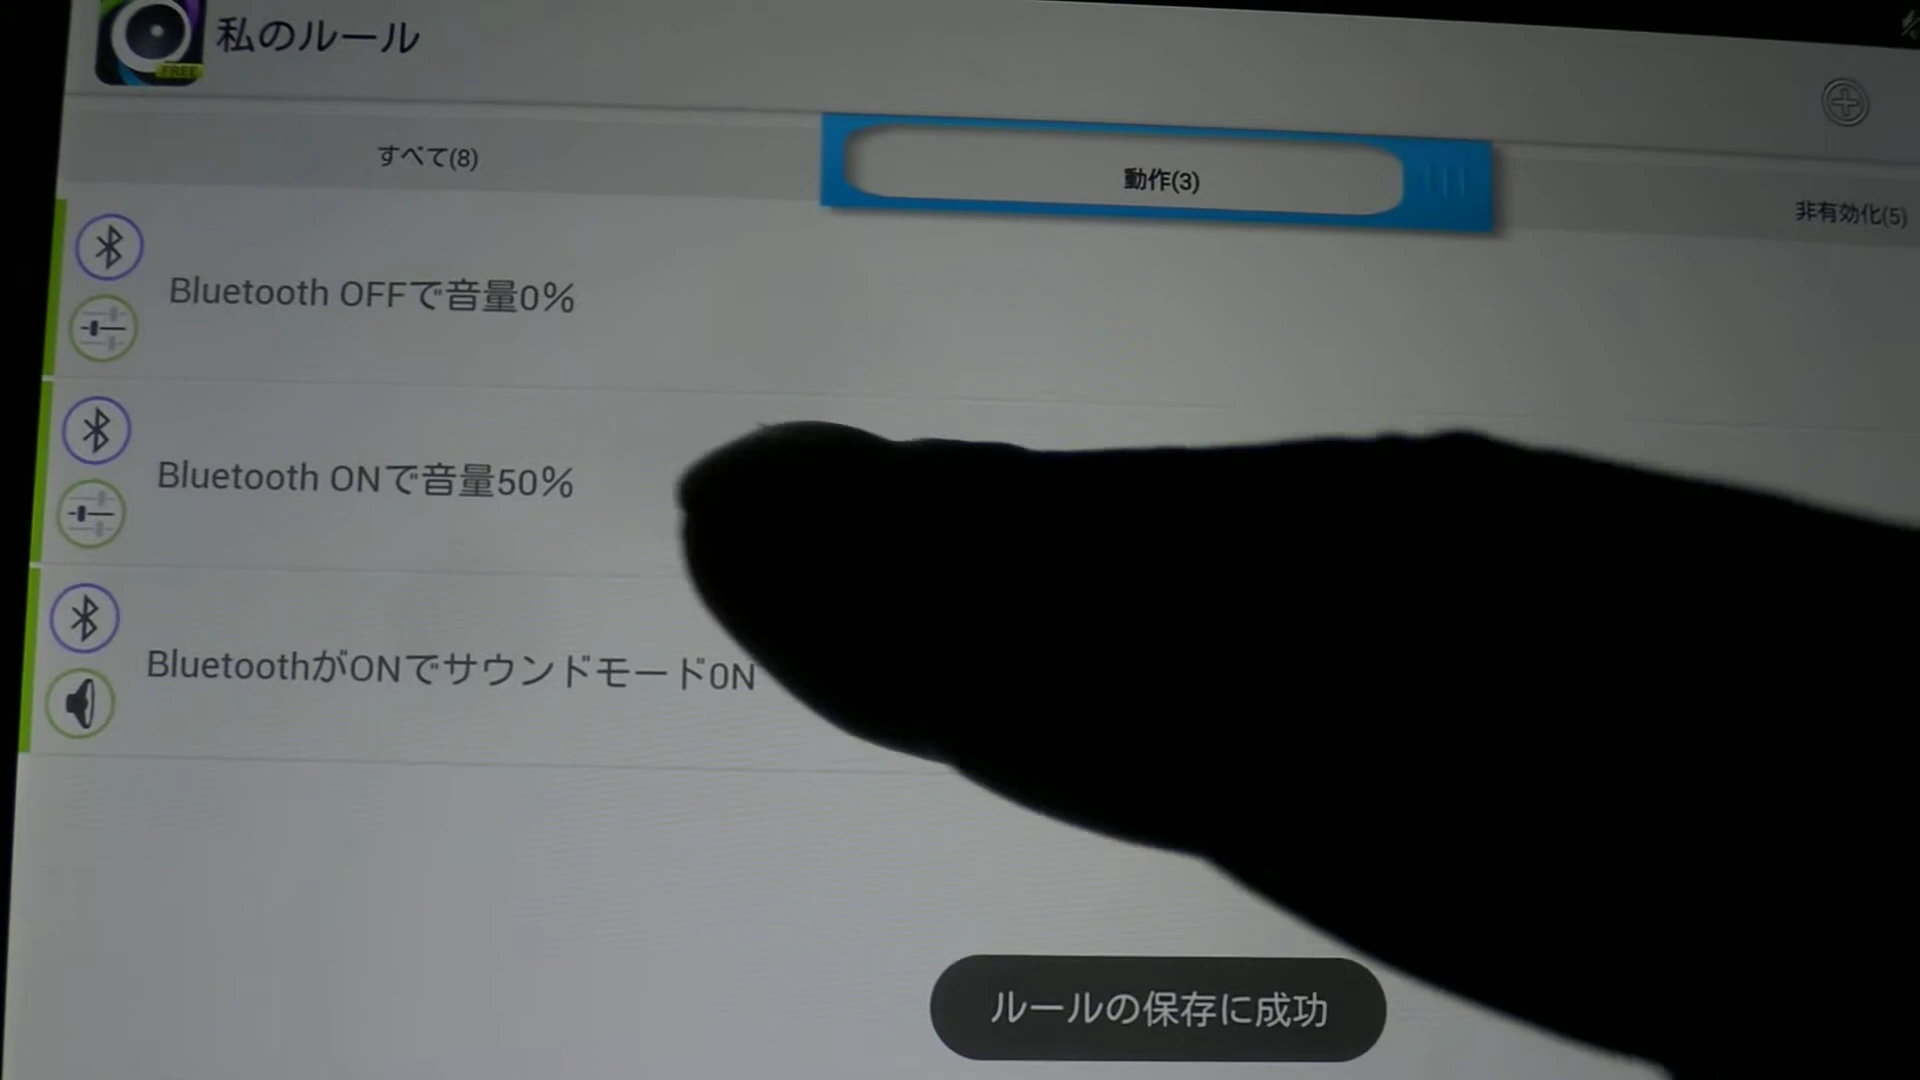 私のルール
FREE
すべて(8)
動作(3)
非有効化(5)
Bluetooth OFFで音量0%
Bluetooth ONで音量50%
BluetoothがONでサウンドモードON
ルールの保存に成功